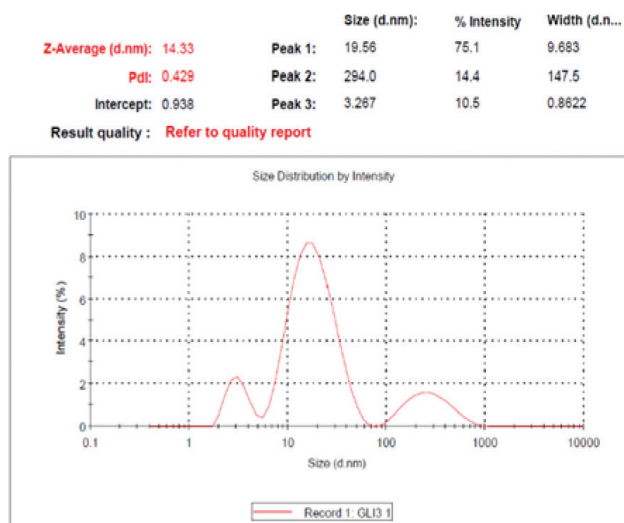 Size (d.nm): % Intensity Width (d.n...
Z-Average (d.nm): 14.33 Peak 1: 19.56 75.1 9.683
PdI: 0.429 Peak 2: 294.0 14.4 147.5
Intercept: 0.938 Peak 3: 3.267 10.5 0.8622
Result quality : Refer to quality report
Size Distribution by Intensity
10
8
6
4
2
0
Intensity (%)
0.1 1 10 100 1000 10000
Size (d.nm)
Record 1: GLI3 1